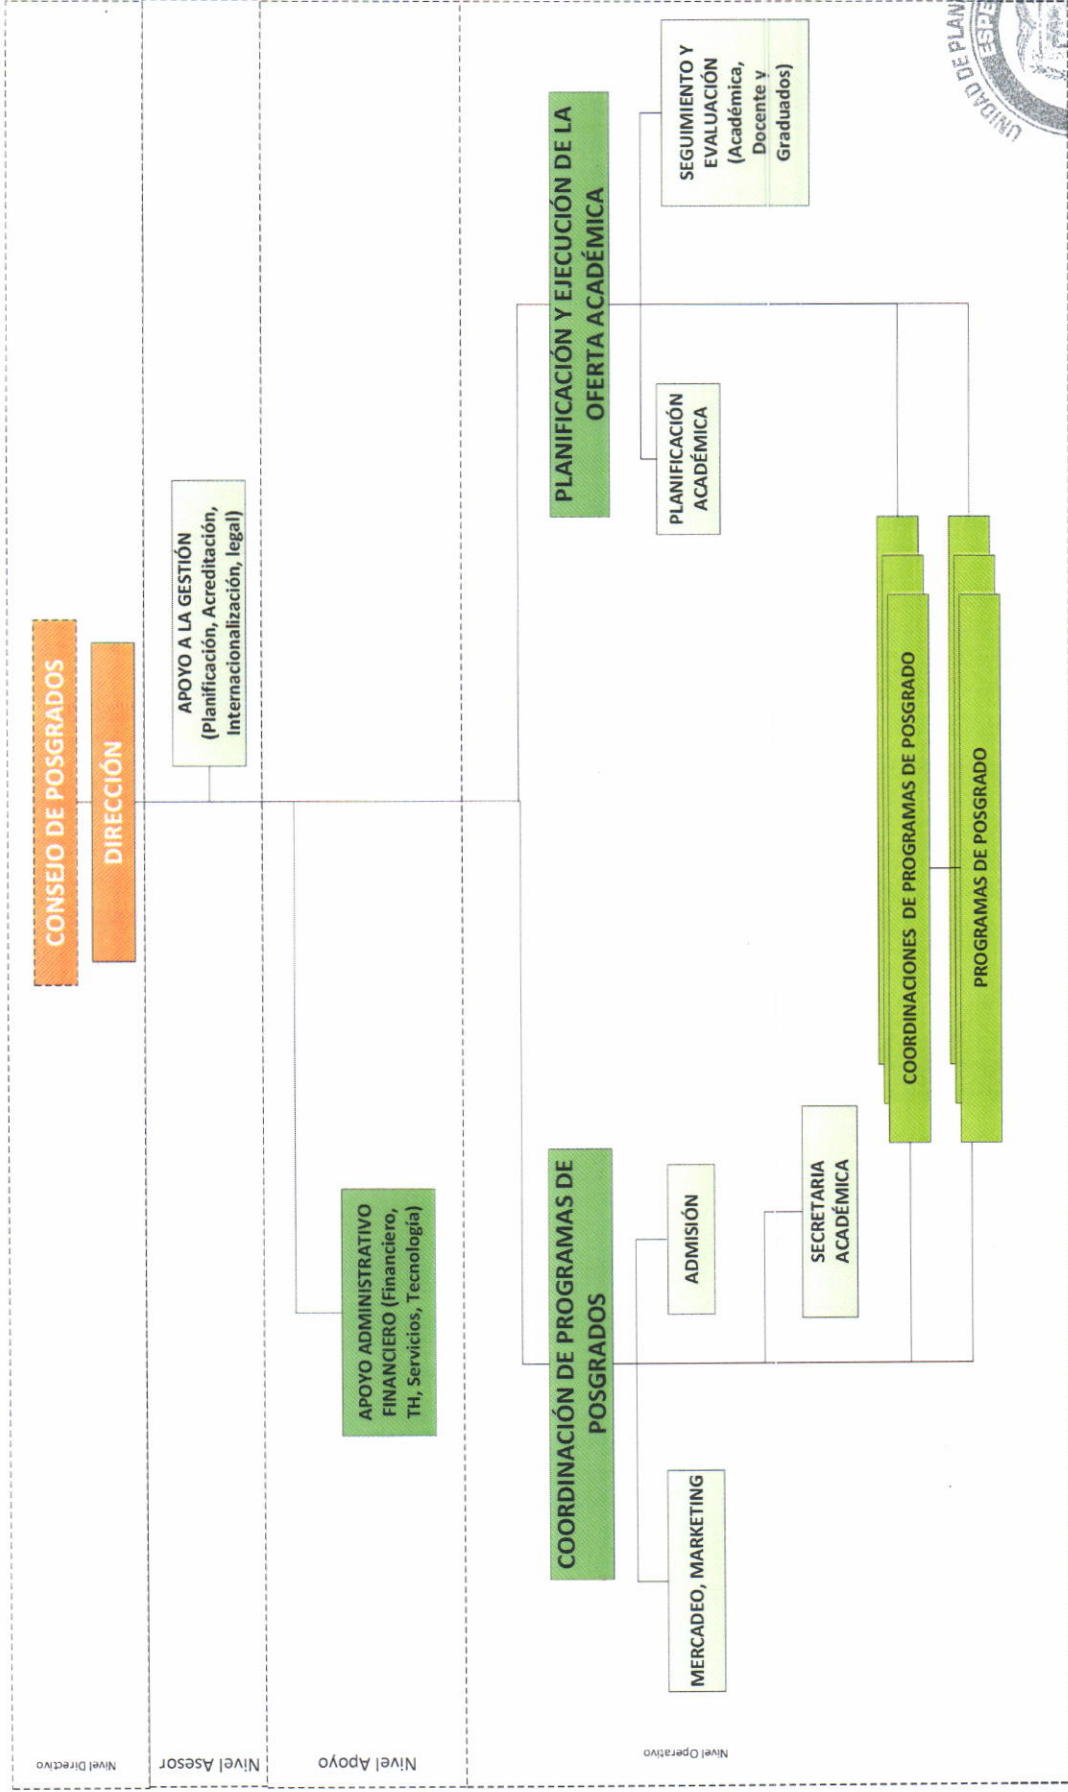 CONSEJO DE POSGRADOS
DIRECCIÓN
Nivel Directivo
APOYO A LA GESTIÓN
(Planificación, Acreditación,
Internacionalización, legal)
Nivel Asesor
APOYO ADMINISTRATIVO
FINANCIERO (Financiero,
TH, Servicios, Tecnología)
Nivel Apoyo
COORDINACIÓN DE PROGRAMAS DE
POSGRADOS
PLANIFICACIÓN Y EJECUCIÓN DE LA
OFERTA ACADÉMICA
MERCADEO, MARKETING
ADMISIÓN
PLANIFICACIÓN
ACADÉMICA
SEGUIMIENTO Y
EVALUACIÓN
(Académica,
Docente y
Graduados)
Nivel Operativo
SECRETARIA
ACADÉMICA
COORDINACIONES DE PROGRAMAS DE POSGRADO
PROGRAMAS DE POSGRADO
UNIDAD DE PLAN
ESPE